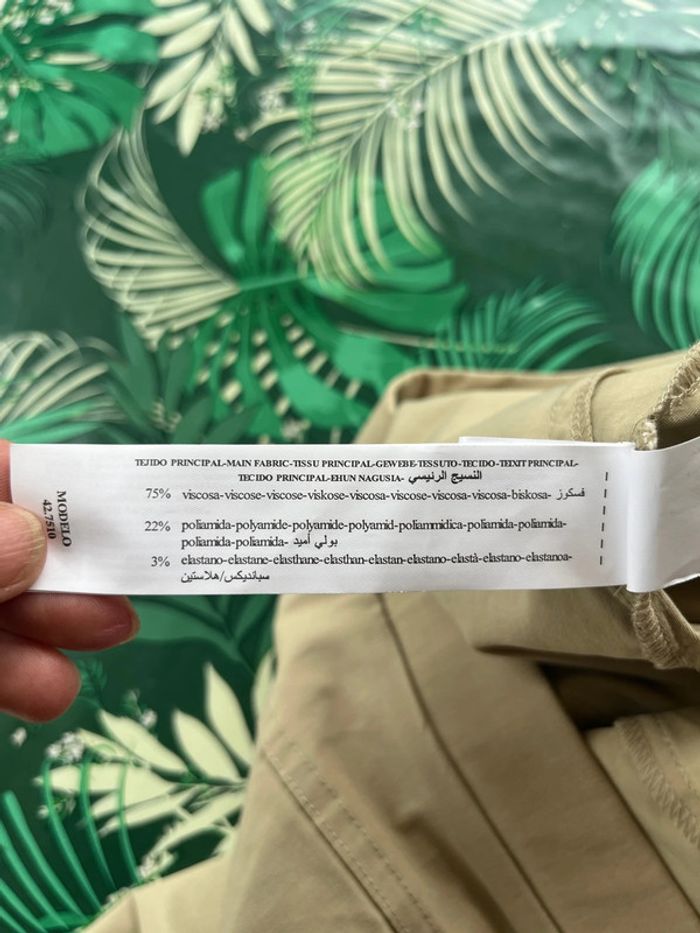 TEJIDO PRINCIPAL-MAIN FABRIC-TISSU PRINCIPAL-GEWEBE-TESSUTO-TECIDO-TEIXIT PRINCIPAL-
TECIDO PRINCIPAL-EHUN NAGUSIA- النسيج الرئيسي
75% viscosa-viscose-viscose-viskose-viscosa-viscose-viscosa-viscosa-biskosa- فسكوز
22% poliamida-polyamide-polyamide-polyamid-poliammidica-poliamida-poliamida-
poliamida-poliamida- بولي أميد
3% elastano-elastane-elasthane-elasthan-elastan-elastano-elastà-elastano-elastanoa-
سبانديكس/هلاستين
MODELO
42.7510